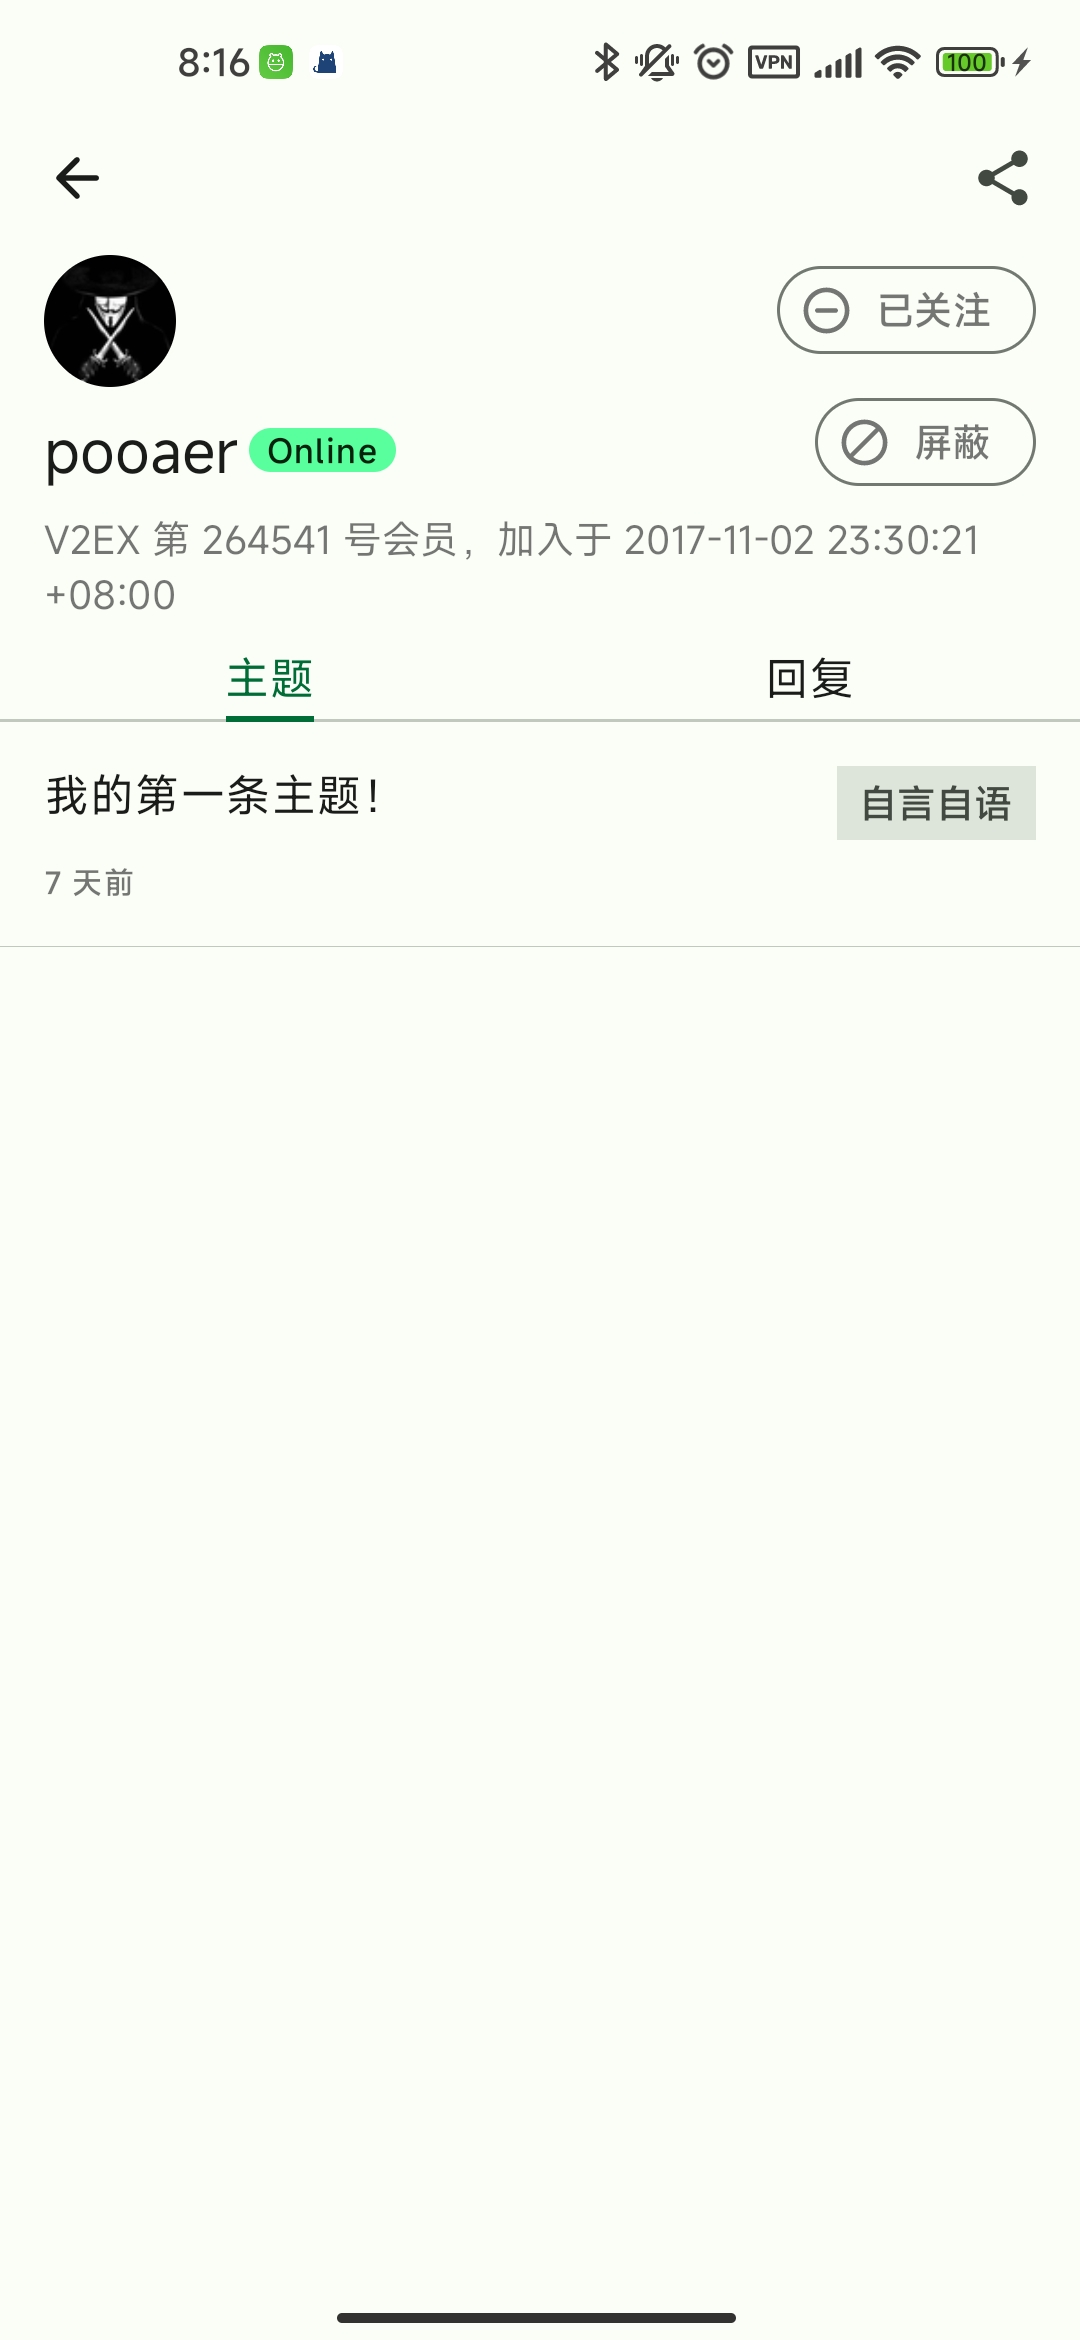 8:16
VPN
100
已关注
pooaer Online
屏蔽
V2EX 第 264541 号会员，加入于 2017-11-02 23:30:21
+08:00
主题 回复
我的第一条主题！
自言自语
7 天前